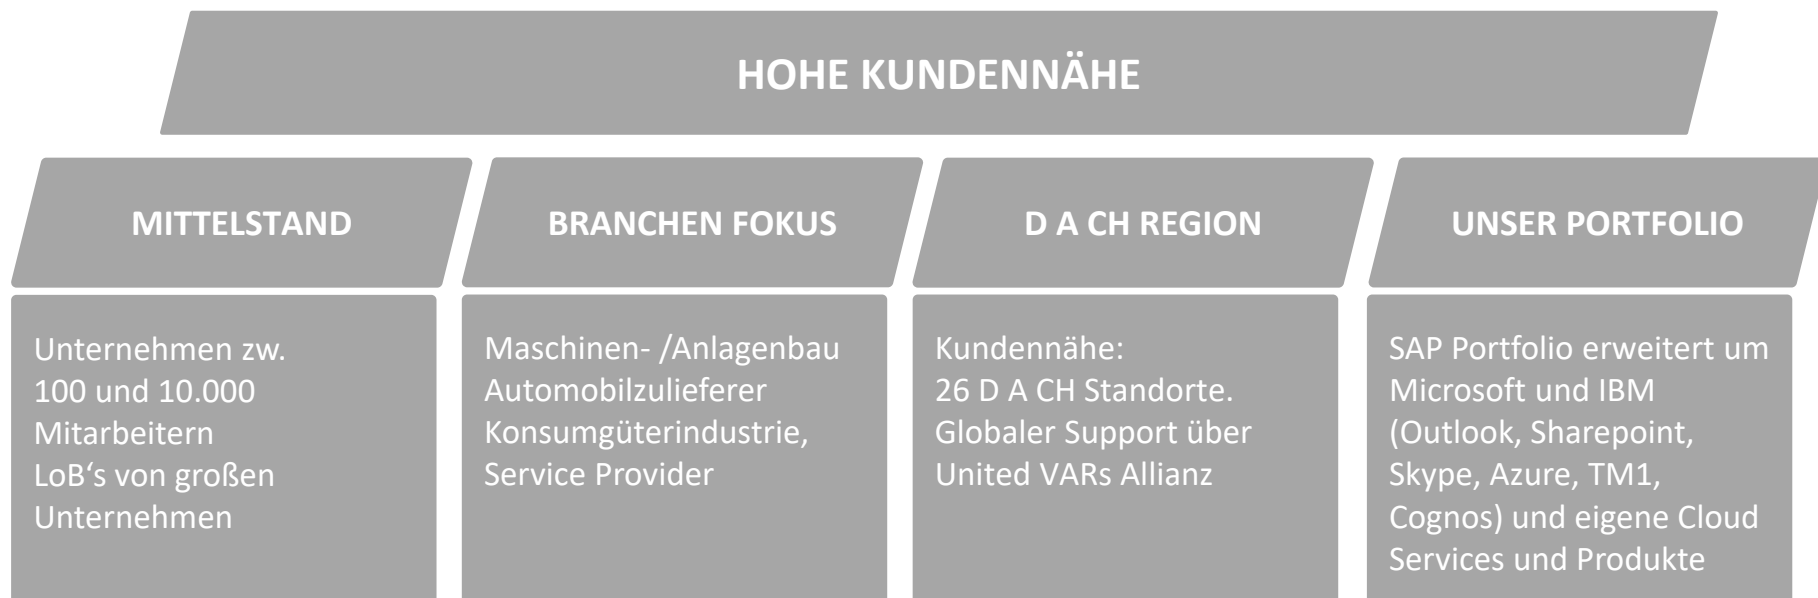 HOHE KUNDENNÄHE
MITTELSTAND
Unternehmen zw.
100 und 10.000
Mitarbeitern
LoB‘s von großen
Unternehmen
BRANCHEN FOKUS
Maschinen- /Anlagenbau
Automobilzulieferer
Konsumgüterindustrie,
Service Provider
D A CH REGION
Kundennähe:
26 D A CH Standorte.
Globaler Support über
United VARs Allianz
UNSER PORTFOLIO
SAP Portfolio erweitert um
Microsoft und IBM
(Outlook, Sharepoint,
Skype, Azure, TM1,
Cognos) und eigene Cloud
Services und Produkte